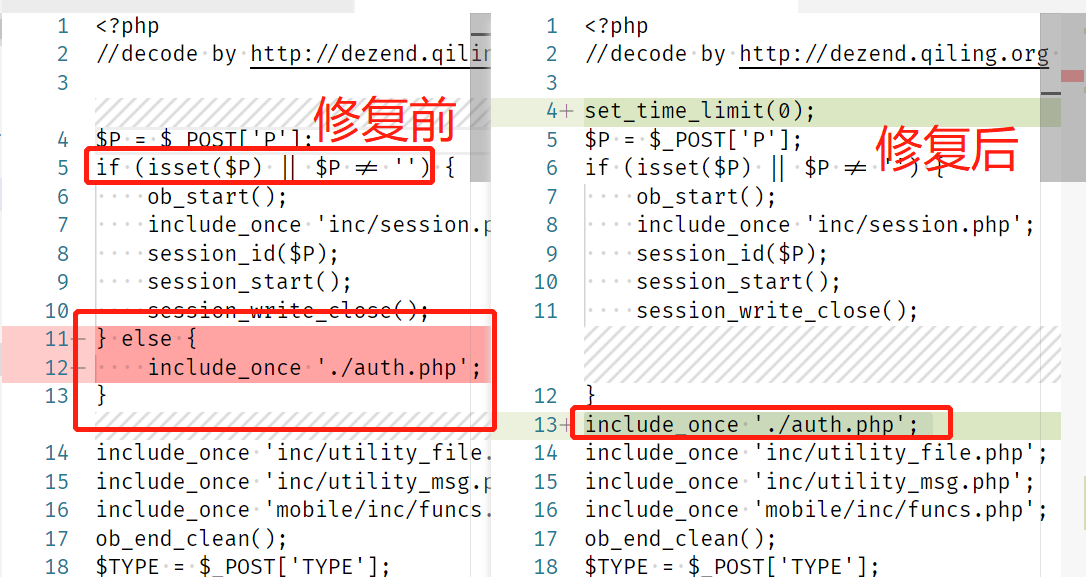 1 <?php
2 //decode by http://dezend.qilin
3
修复前
4 $P = $_POST['P'];
5 if (isset($P) || $P ≠ '') {
6 ····ob_start();
7 ····include_once 'inc/session.p
8 ····session_id($P);
9 ····session_start();
10 ····session_write_close();
11- } else {
12- ····include_once './auth.php';
13 }
14 include_once 'inc/utility_file.
15 include_once 'inc/utility_msg.p
16 include_once 'mobile/inc/funcs.
17 ob_end_clean();
18 $TYPE = $_POST['TYPE'];
1 <?php
2 //decode by http://dezend.qiling.org
3
4+ set_time_limit(0);
5 $P = $_POST['P'];
修复后
6 if (isset($P) || $P ≠ '') {
7 ····ob_start();
8 ····include_once 'inc/session.php';
9 ····session_id($P);
10 ····session_start();
11 ····session_write_close();
12 }
13+ include_once './auth.php';
14 include_once 'inc/utility_file.php';
15 include_once 'inc/utility_msg.php';
16 include_once 'mobile/inc/funcs.php';
17 ob_end_clean();
18 $TYPE = $_POST['TYPE'];